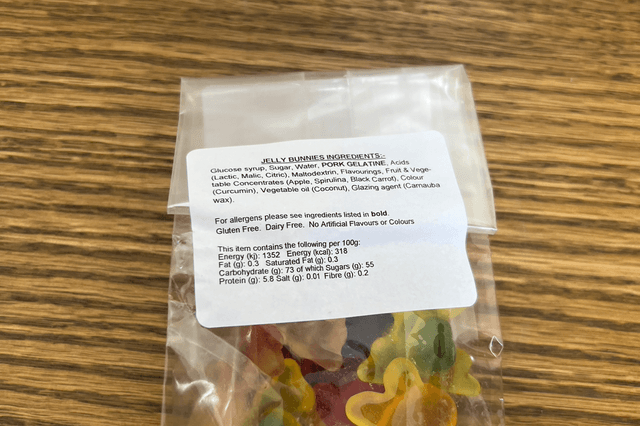 JELLY BUNNIES INGREDIENTS:-
Glucose syrup, Sugar, Water, PORK GELATINE, Acids
(Lactic, Malic, Citric), Maltodextrin, Flavourings, Fruit & Vege-
table Concentrates (Apple, Spirulina, Black Carrot), Colour
(Curcumin), Vegetable oil (Coconut), Glazing agent (Carnauba
wax).
For allergens please see ingredients listed in bold.
Gluten Free. Dairy Free. No Artificial Flavours or Colours
This item contains the following per 100g:
Energy (kj): 1352 Energy (kcal): 318
Fat (g): 0.3 Saturated Fat (g): 0.3
Carbohydrate (g): 73 of which Sugars (g): 55
Protein (g): 5.8 Salt (g): 0.01 Fibre (g): 0.2